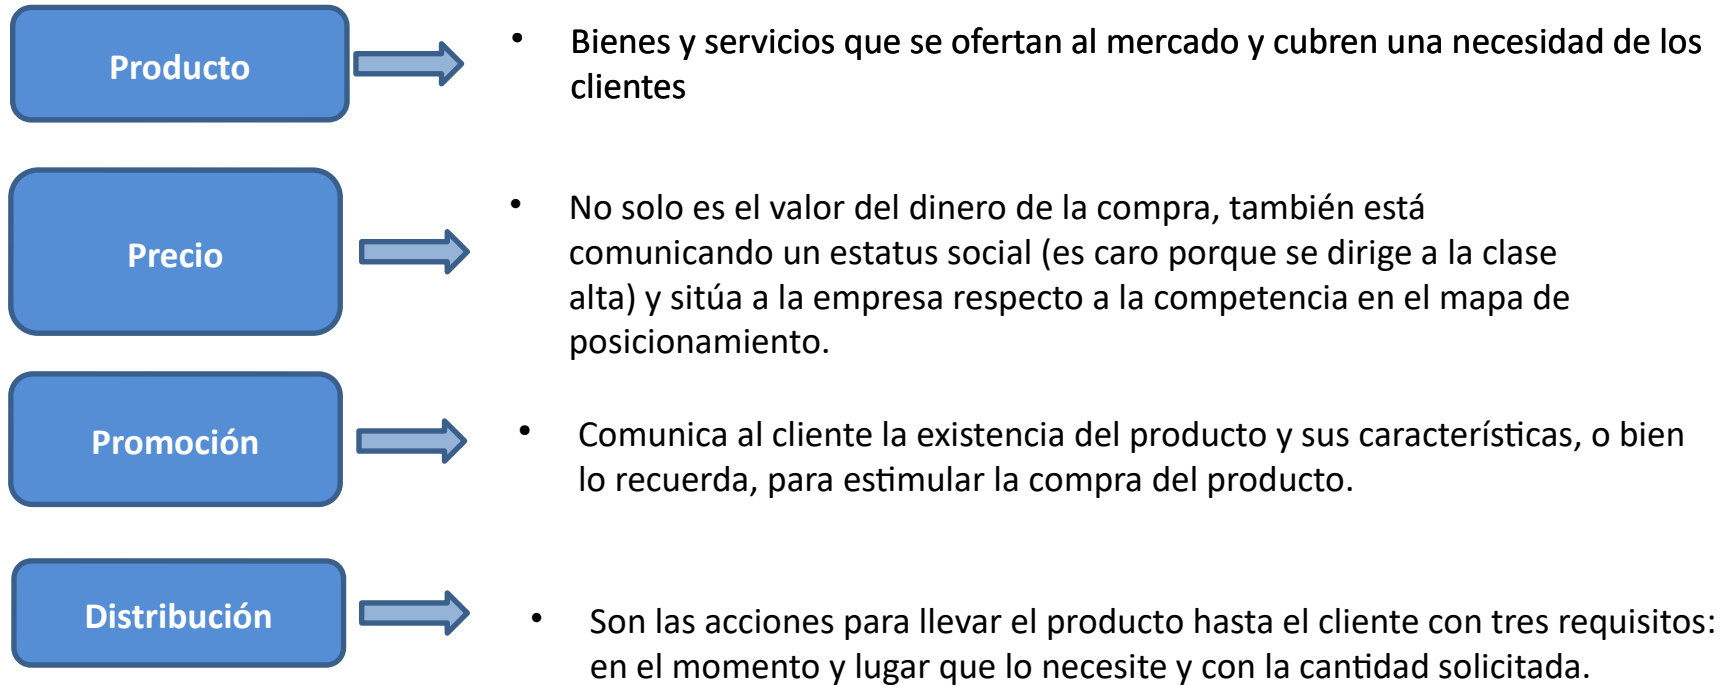 Producto
• Bienes y servicios que se ofertan al mercado y cubren una necesidad de los
clientes
Precio
• No solo es el valor del dinero de la compra, también está
comunicando un estatus social (es caro porque se dirige a la clase
alta) y sitúa a la empresa respecto a la competencia en el mapa de
posicionamiento.
Promoción
• Comunica al cliente la existencia del producto y sus características, o bien
lo recuerda, para estimular la compra del producto.
Distribución
• Son las acciones para llevar el producto hasta el cliente con tres requisitos:
en el momento y lugar que lo necesite y con la cantidad solicitada.